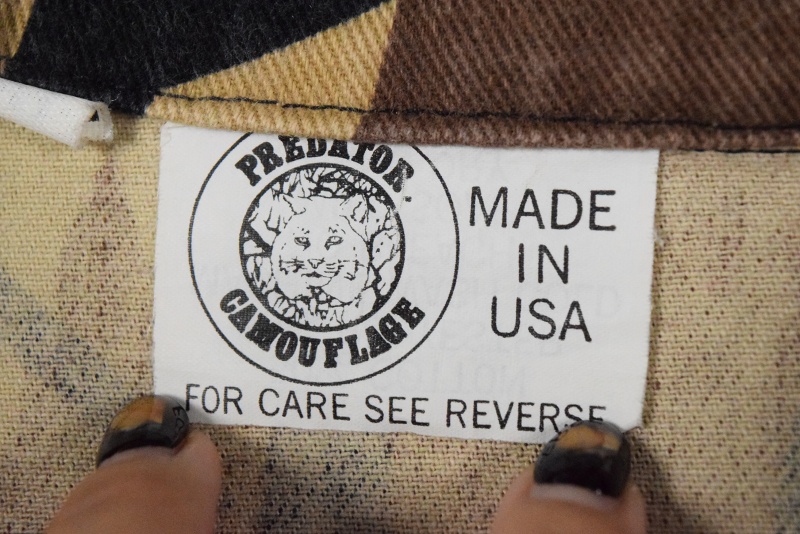 PREDATOR
CAMOUFLAGE
MADE
IN
USA
FOR CARE SEE REVERSE